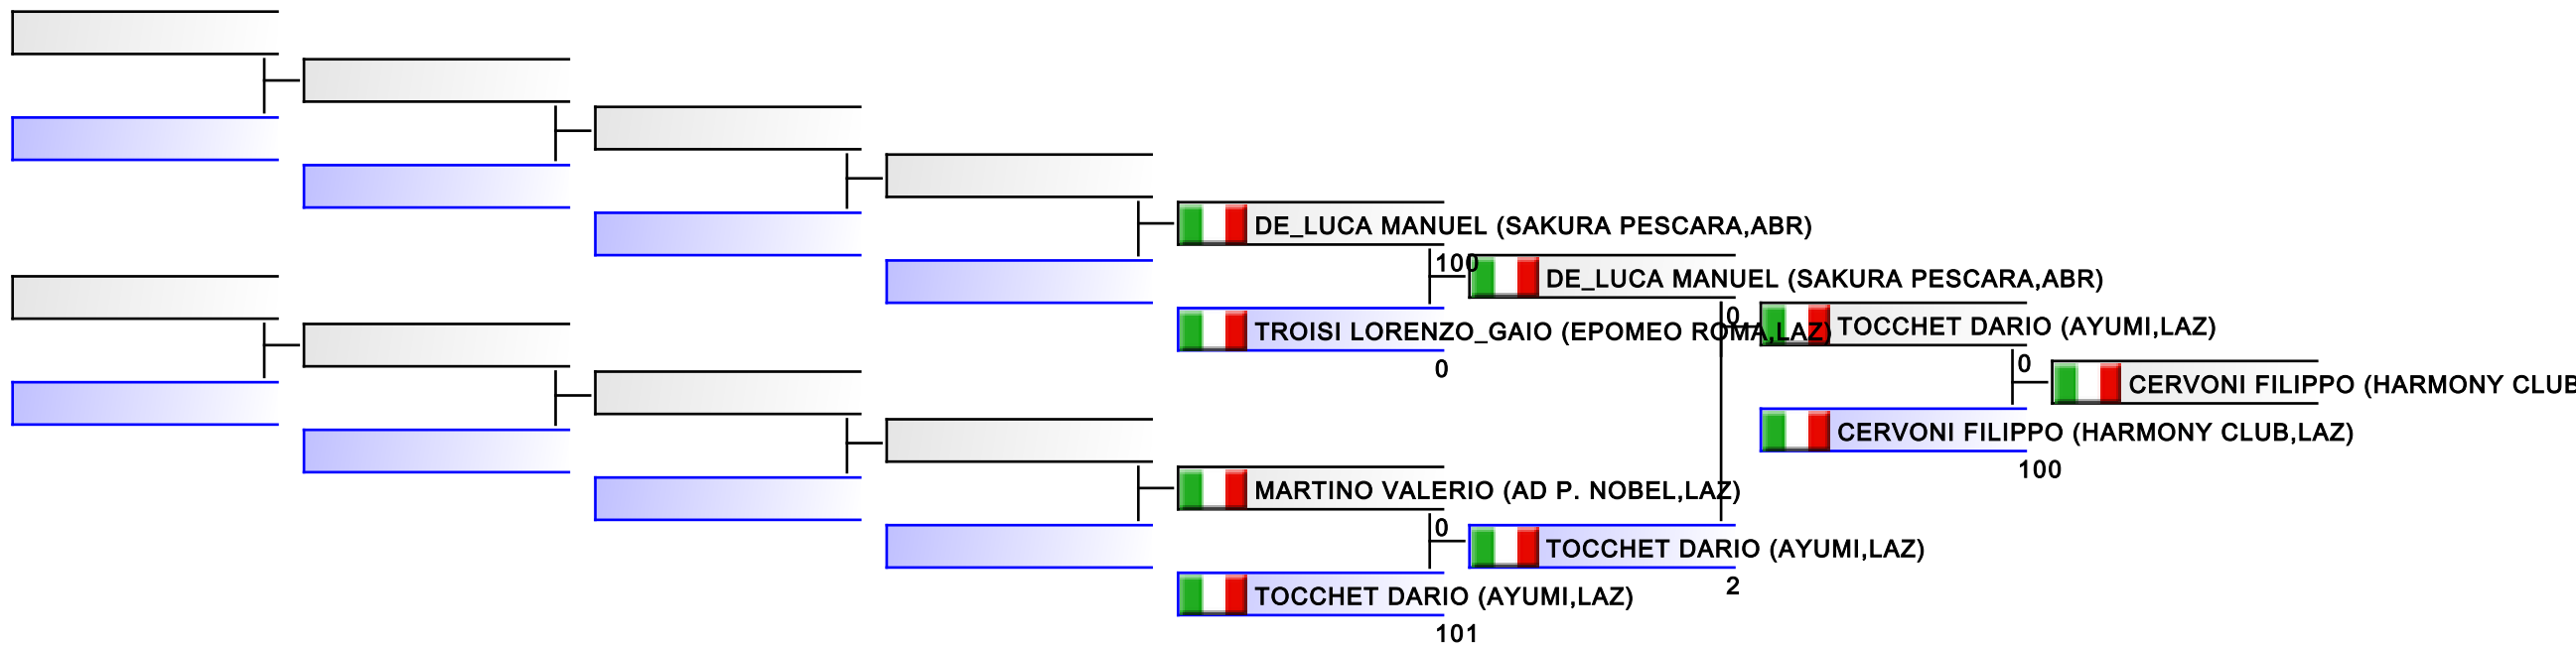 DE_LUCA MANUEL (SAKURA PESCARA,ABR)
100
DE_LUCA MANUEL (SAKURA PESCARA,ABR)
TROISI LORENZO_GAIO (EPOMEO ROMA,LAZ)
0
0
TOCCHET DARIO (AYUMI,LAZ)
0
CERVONI FILIPPO (HARMONY CLUB
CERVONI FILIPPO (HARMONY CLUB,LAZ)
100
MARTINO VALERIO (AD P. NOBEL,LAZ)
0
TOCCHET DARIO (AYUMI,LAZ)
2
TOCCHET DARIO (AYUMI,LAZ)
101